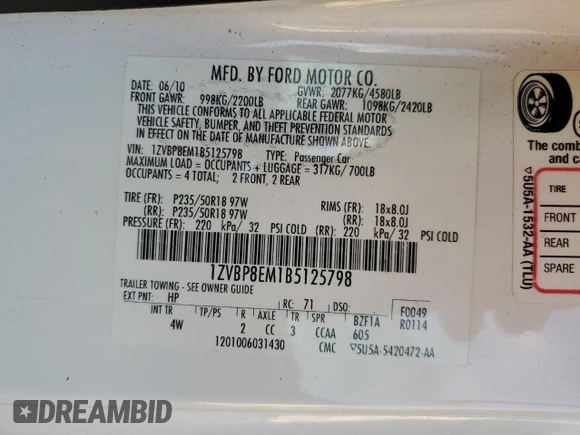 MFD. BY FORD MOTOR CO.
DATE: 06/10 GVWR: 2077KG/4580LB
FRONT GAWR: 998KG/2200LB REAR GAWR: 1098KG/2420LB
THIS VEHICLE CONFORMS TO ALL APPLICABLE FEDERAL MOTOR VEHICLE
SAFETY, BUMPER, AND THEFT PREVENTION STANDARDS
IN EFFECT ON THE DATE OF MANUFACTURE SHOWN ABOVE.
VIN: 1ZVBP8EM1B5125798 TYPE: Passenger Car
MAXIMUM LOAD = OCCUPANTS + LUGGAGE = 317KG/700LB
OCCUPANTS = 4 TOTAL; 2 FRONT, 2 REAR
TIRE (FR): P235/50R18 97W RIMS (FR): 18x8.0J
TIRE (RR): P235/50R18 97W RIMS (RR): 18x8.0J
PRESSURE (FR): 220 kPa/ 32 PSI COLD (RR): 220 kPa/ 32 PSI COLD
1ZVBP8EM1B5125798
TRAILER TOWING - SEE OWNER GUIDE
EXT PNT: HP RC: 71 DSO: F0049
INT TR TP/PS R AXLE TR SPR BZF1A R0114
4W 2 CC 3 CCAA 605
1201006031430 CMC ▽5U5A-5420472-AA
The comb
and ca
TIRE
FRONT
REAR
SPARE
▽5U5A-1532-AA (TLU)
DREAMBID